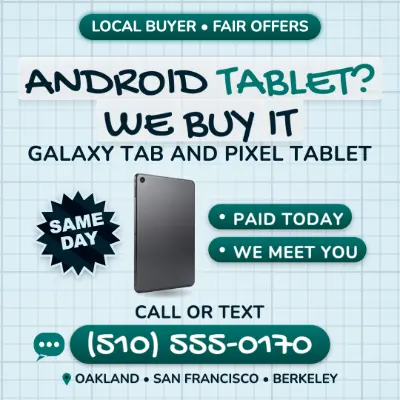 LOCAL BUYER • FAIR OFFERS
ANDROID TABLET?
WE BUY IT
GALAXY TAB AND PIXEL TABLET
SAME
DAY
• PAID TODAY
• WE MEET YOU
CALL OR TEXT
(510) 555-0170
OAKLAND • SAN FRANCISCO • BERKELEY